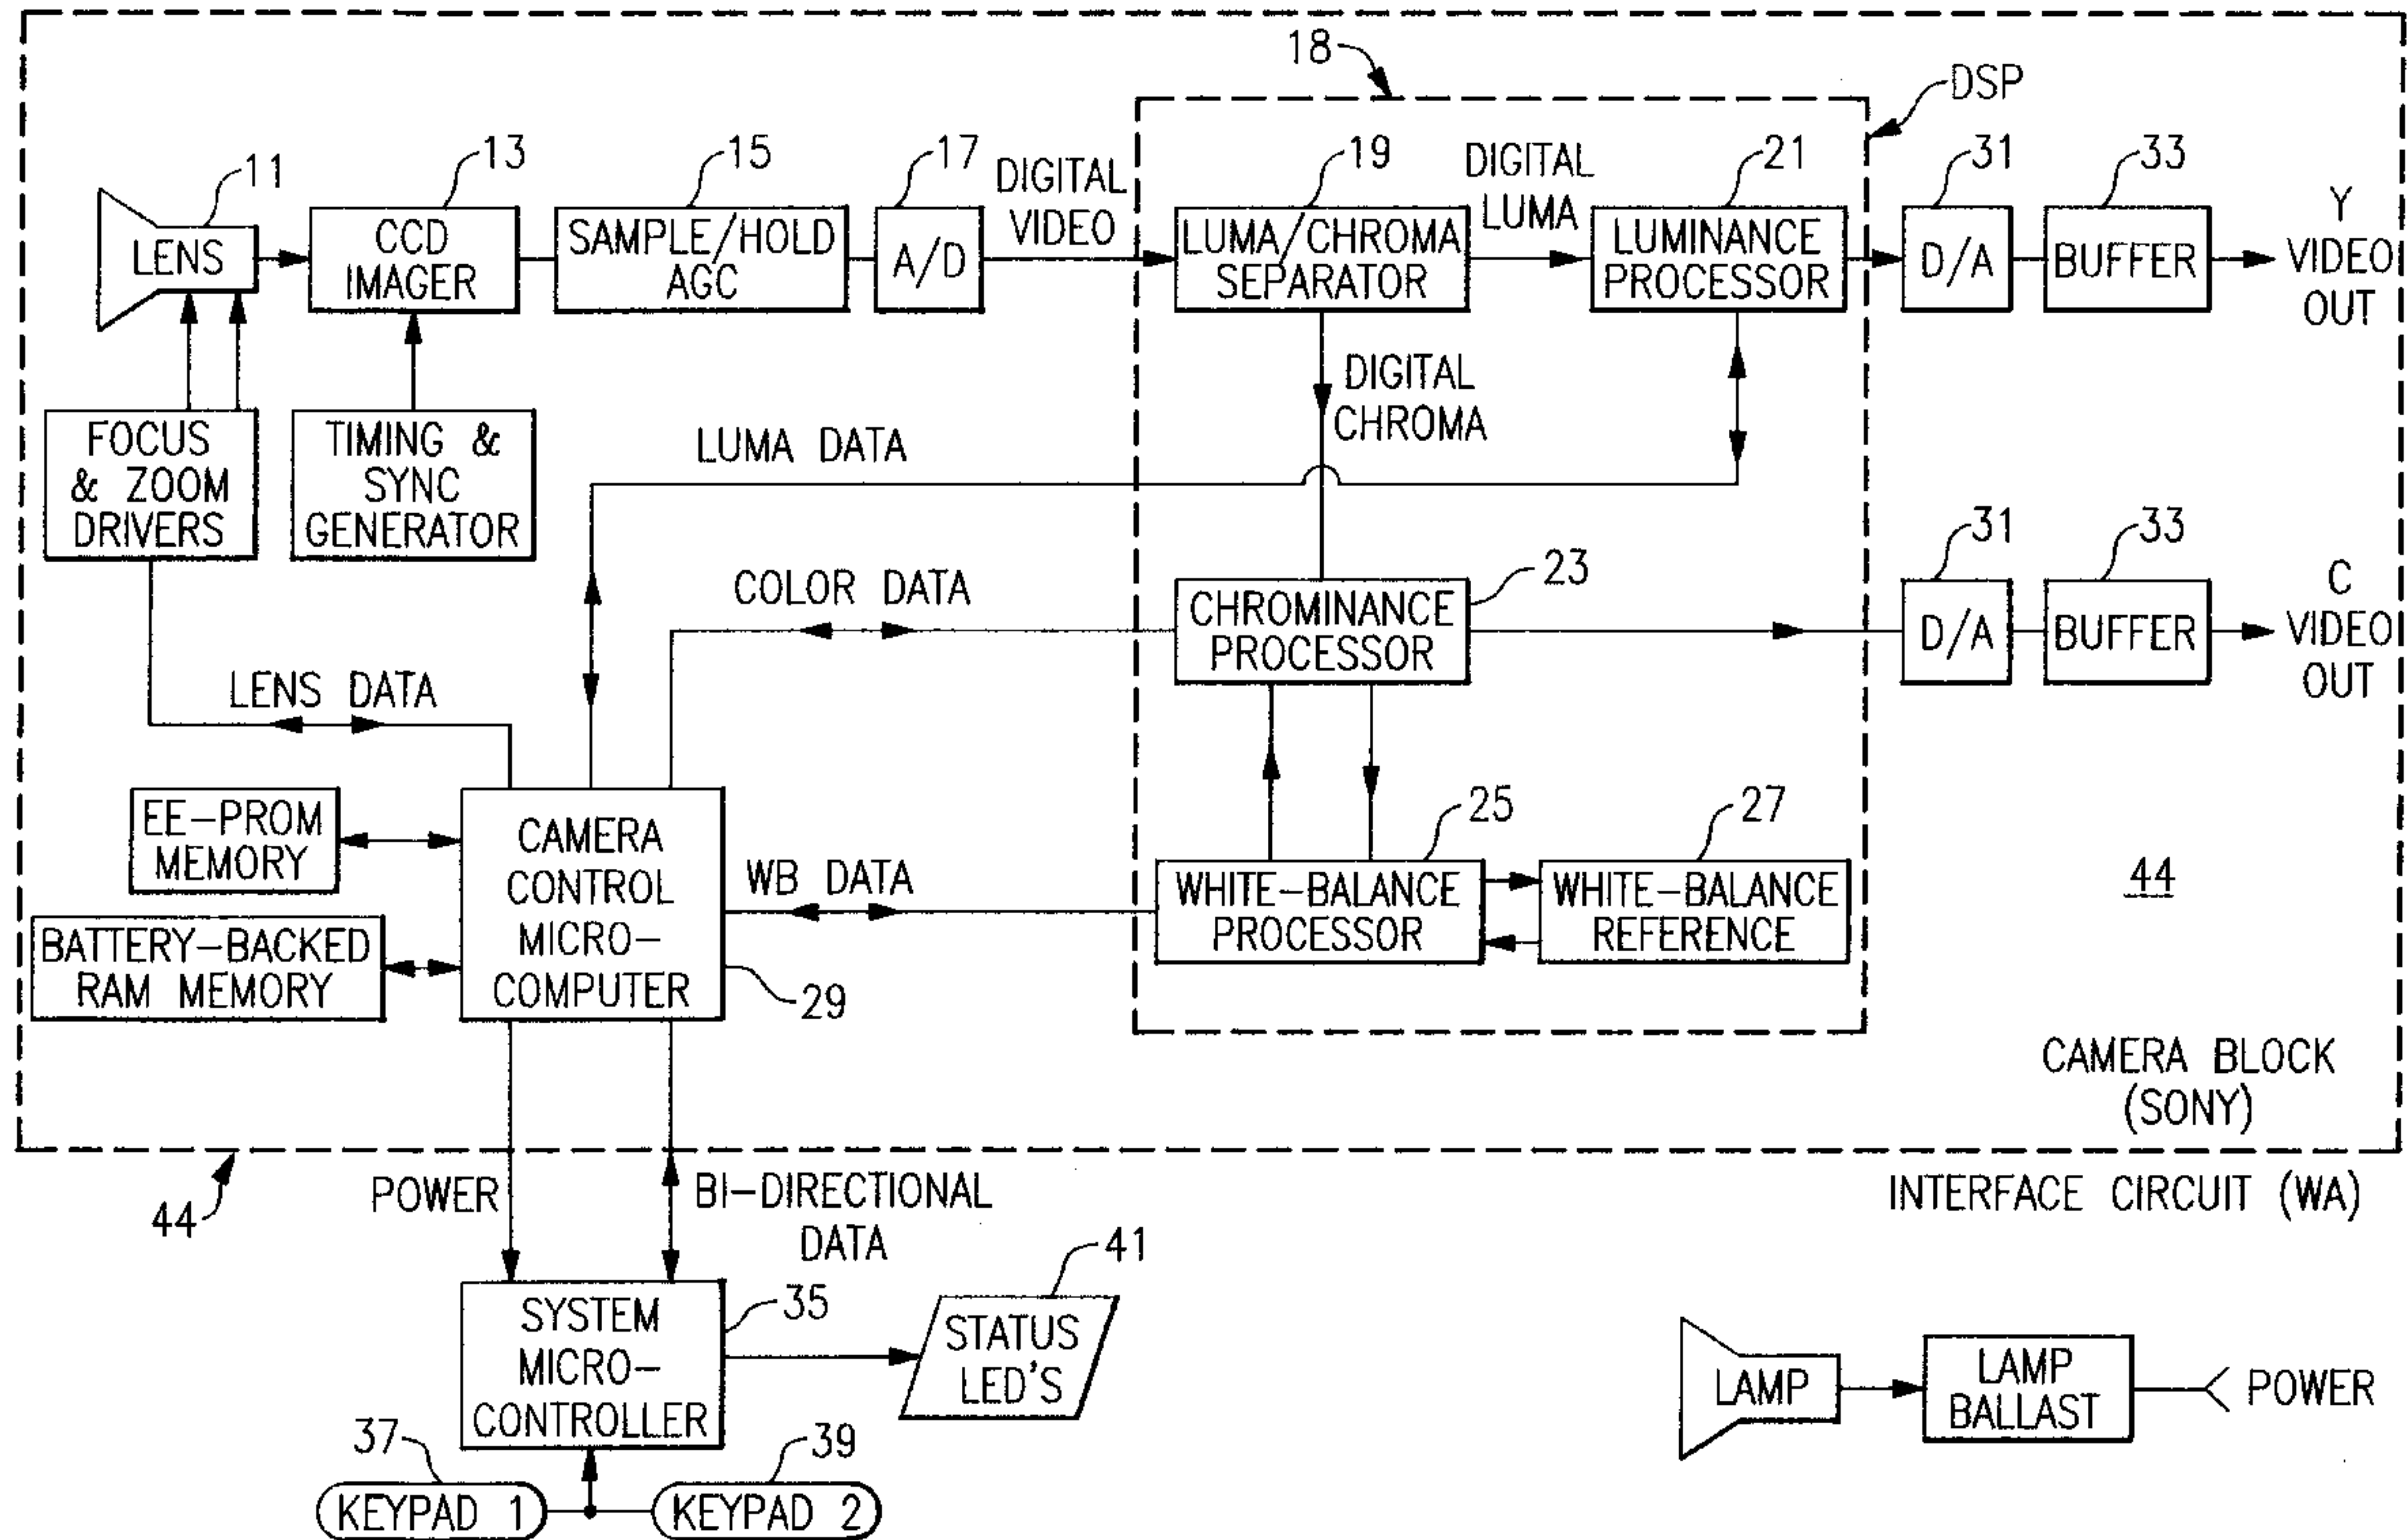 18
DSP
11
13
15
17
DIGITAL
VIDEO
19
DIGITAL
LUMA
21
31
33
LENS
CCD
IMAGER
SAMPLE/HOLD
AGC
A/D
LUMA/CHROMA
SEPARATOR
LUMINANCE
PROCESSOR
D/A
BUFFER
Y
VIDEO
OUT
FOCUS
& ZOOM
DRIVERS
TIMING &
SYNC
GENERATOR
LUMA DATA
DIGITAL
CHROMA
COLOR DATA
CHROMINANCE
PROCESSOR
23
31
33
D/A
BUFFER
C
VIDEO
OUT
LENS DATA
EE-PROM
MEMORY
BATTERY-BACKED
RAM MEMORY
CAMERA
CONTROL
MICRO-
COMPUTER
29
WB DATA
25
27
WHITE-BALANCE
PROCESSOR
WHITE-BALANCE
REFERENCE
44
CAMERA BLOCK
(SONY)
44
POWER
BI-DIRECTIONAL
DATA
INTERFACE CIRCUIT (WA)
SYSTEM
MICRO-
CONTROLLER
35
41
STATUS
LED'S
LAMP
LAMP
BALLAST
POWER
37
39
KEYPAD 1
KEYPAD 2